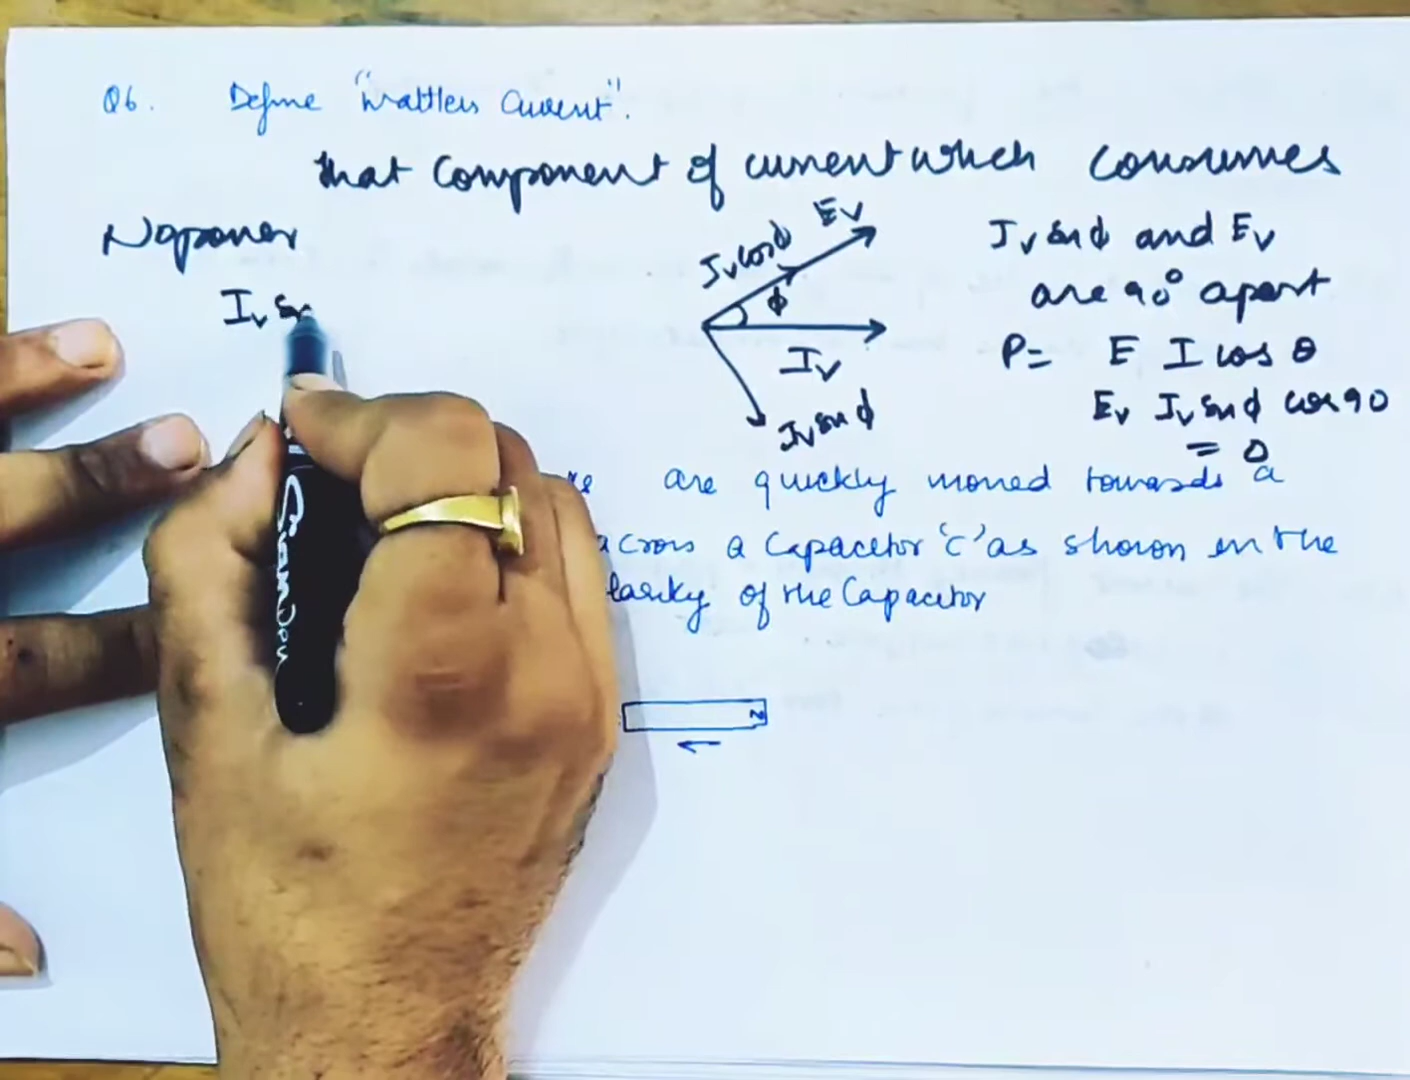 Q6. Define "Wattless Current".
that component of current which consumes
No power
Iv sin
Iv cosϕ
Ev
ϕ
Iv
Iv sin ϕ
Iv sin ϕ and Ev
are 90° apart
P = E I cos θ
Ev Iv sin ϕ cos 90
= 0
are quickly moved towards a
across a Capacitor 'C' as shown in the
larity of the Capacitor
N